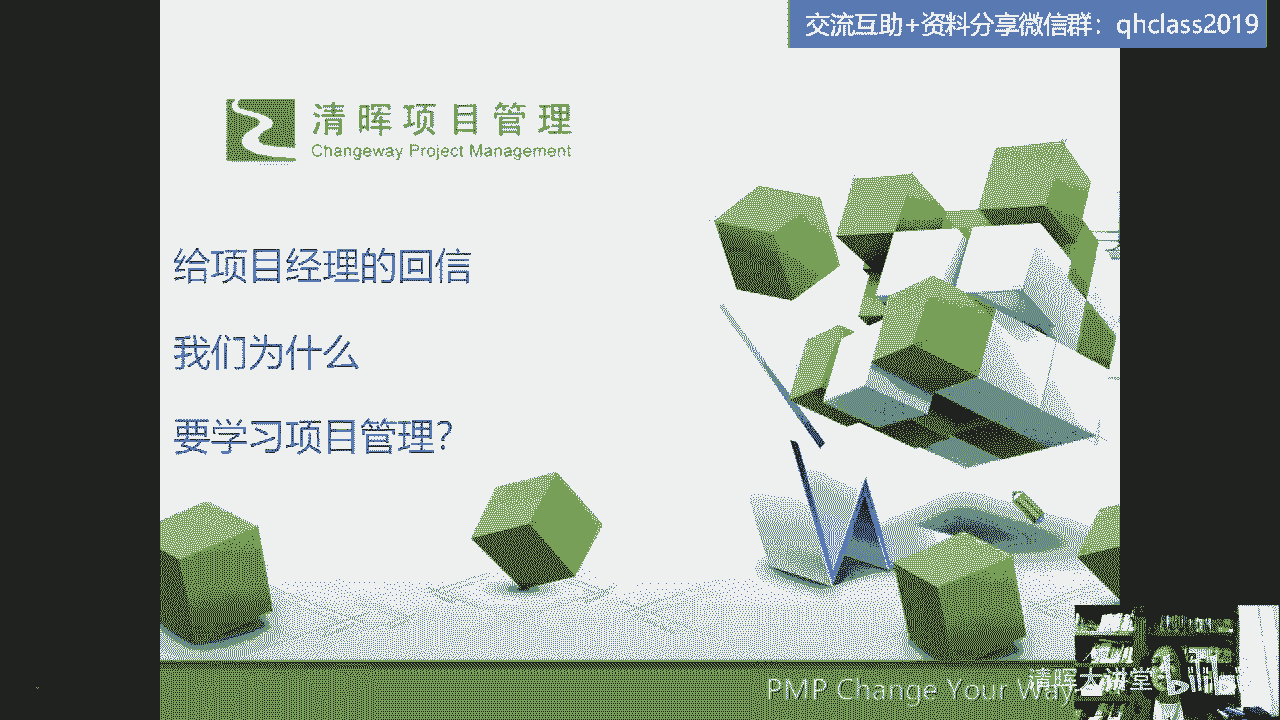 交流互助+资料分享微信群：qhclass2019
清晖项目管理
Changeway Project Management
给项目经理的回信
我们为什么
要学习项目管理？
清晖大讲堂
PMP Change Your Way